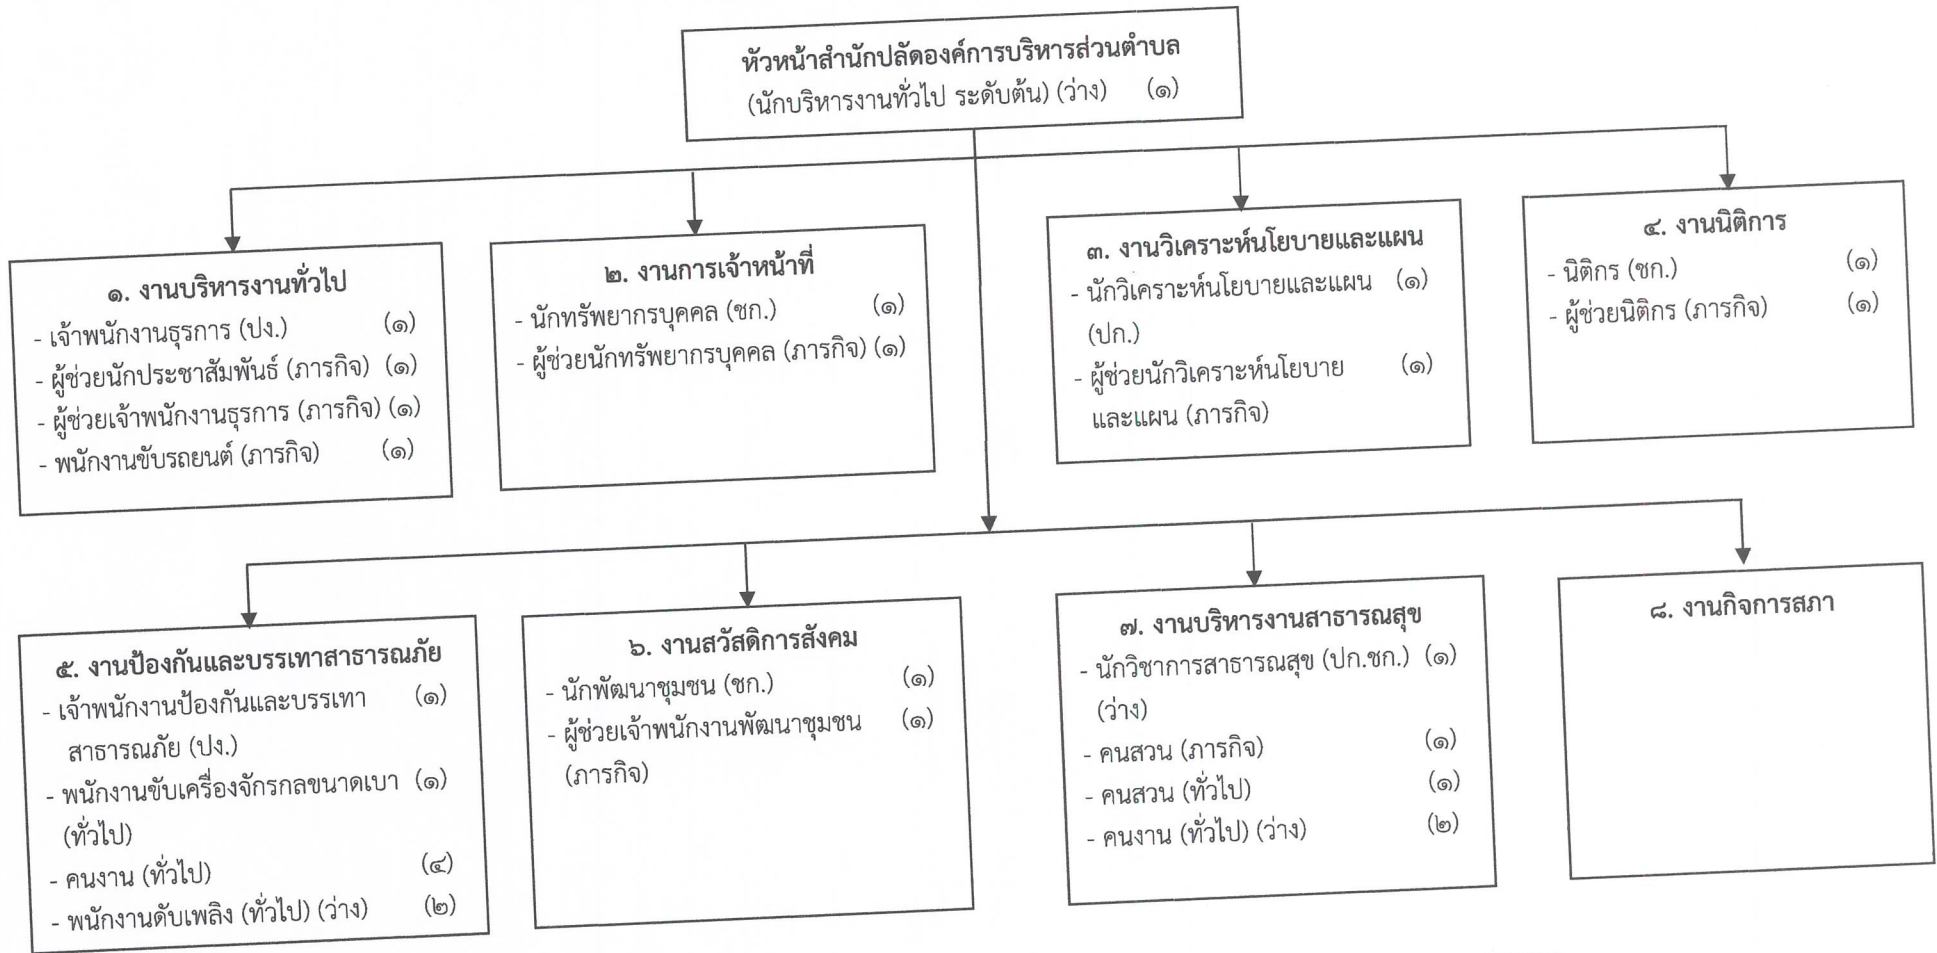 หัวหน้าสำนักปลัดองค์การบริหารส่วนตำบล
(นักบริหารงานทั่วไป ระดับต้น) (ว่าง) (๑)
๑. งานบริหารงานทั่วไป
- เจ้าพนักงานธุรการ (ปง.) (๑)
- ผู้ช่วยนักประชาสัมพันธ์ (ภารกิจ) (๑)
- ผู้ช่วยเจ้าพนักงานธุรการ (ภารกิจ) (๑)
- พนักงานขับรถยนต์ (ภารกิจ) (๑)
๒. งานการเจ้าหน้าที่
- นักทรัพยากรบุคคล (ชก.) (๑)
- ผู้ช่วยนักทรัพยากรบุคคล (ภารกิจ) (๑)
๓. งานวิเคราะห์นโยบายและแผน
- นักวิเคราะห์นโยบายและแผน (๑)
(ปก.)
- ผู้ช่วยนักวิเคราะห์นโยบาย (๑)
และแผน (ภารกิจ)
๔. งานนิติการ
- นิติกร (ชก.) (๑)
- ผู้ช่วยนิติกร (ภารกิจ) (๑)
๕. งานป้องกันและบรรเทาสาธารณภัย
- เจ้าพนักงานป้องกันและบรรเทา (๑)
สาธารณภัย (ปง.)
- พนักงานขับเครื่องจักรกลขนาดเบา (๑)
(ทั่วไป)
- คนงาน (ทั่วไป) (๔)
- พนักงานดับเพลิง (ทั่วไป) (ว่าง) (๒)
๖. งานสวัสดิการสังคม
- นักพัฒนาชุมชน (ชก.) (๑)
- ผู้ช่วยเจ้าพนักงานพัฒนาชุมชน (๑)
(ภารกิจ)
๗. งานบริหารงานสาธารณสุข
- นักวิชาการสาธารณสุข (ปก.ชก.) (๑)
(ว่าง)
- คนสวน (ภารกิจ) (๑)
- คนสวน (ทั่วไป) (๑)
- คนงาน (ทั่วไป) (ว่าง) (๒)
๘. งานกิจการสภา